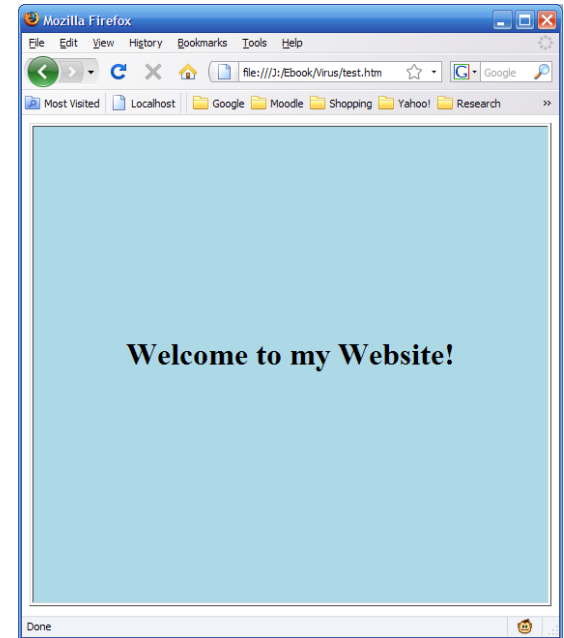 Mozilla Firefox
File Edit View History Bookmarks Tools Help
file:///J:/Ebook/Virus/test.htm G Google
Most Visited Localhost Google Moodle Shopping Yahoo! Research »
Welcome to my Website!
Done